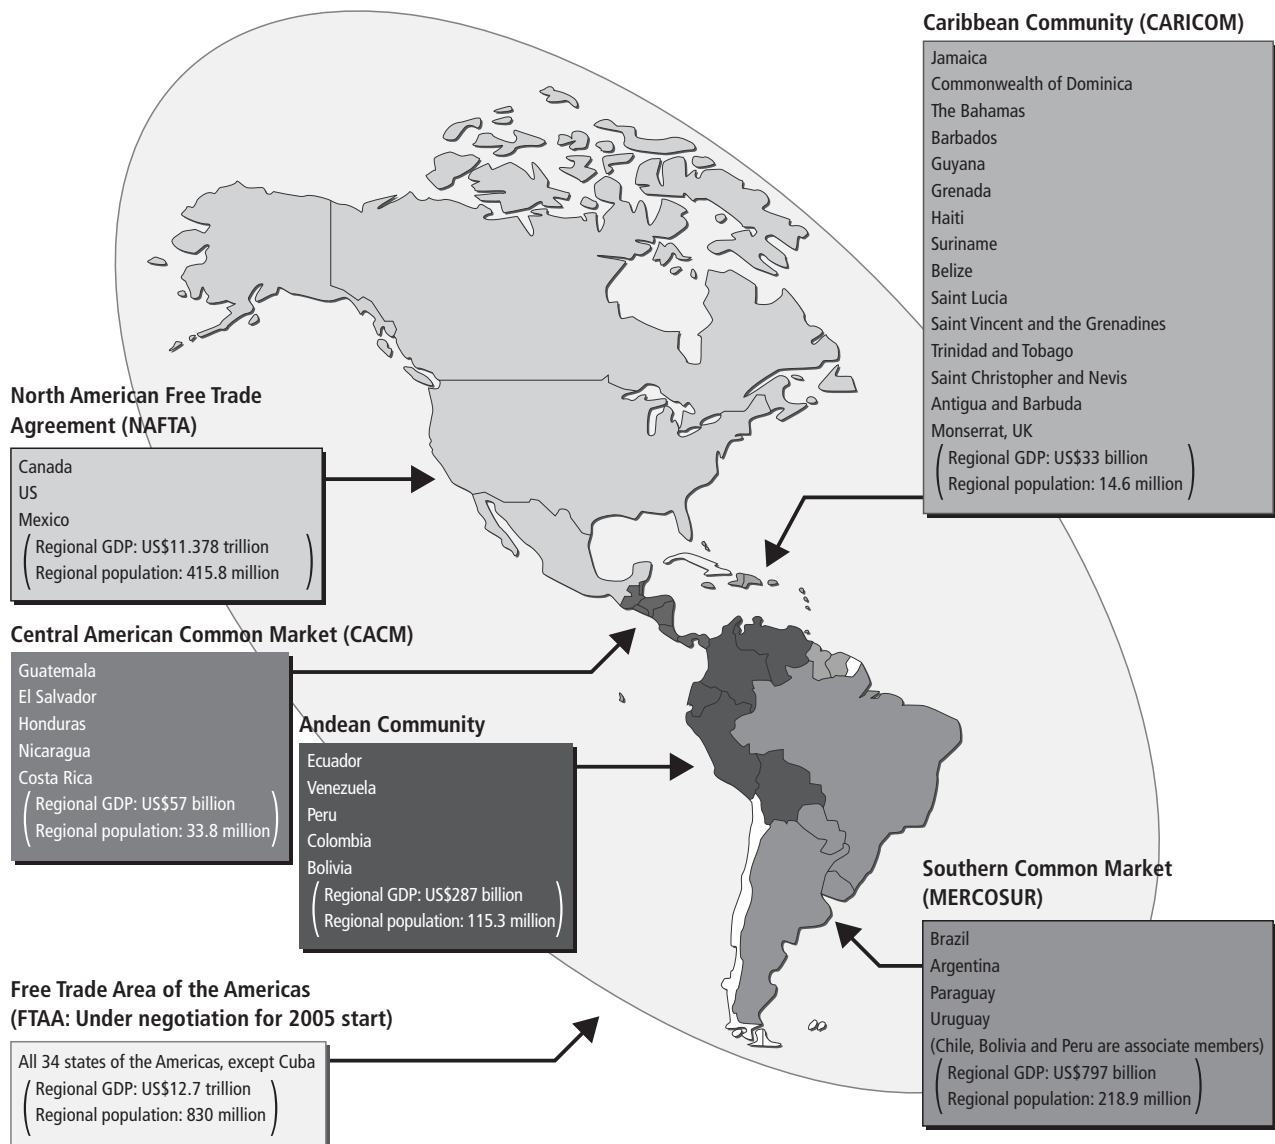 Caribbean Community (CARICOM)
Jamaica
Commonwealth of Dominica
The Bahamas
Barbados
Guyana
Grenada
Haiti
Suriname
Belize
Saint Lucia
Saint Vincent and the Grenadines
Trinidad and Tobago
Saint Christopher and Nevis
Antigua and Barbuda
Monserrat, UK
(Regional GDP: US$33 billion
Regional population: 14.6 million)
North American Free Trade
Agreement (NAFTA)
Canada
US
Mexico
(Regional GDP: US$11.378 trillion
Regional population: 415.8 million)
Central American Common Market (CACM)
Guatemala
El Salvador
Honduras
Nicaragua
Costa Rica
(Regional GDP: US$57 billion
Regional population: 33.8 million)
Andean Community
Ecuador
Venezuela
Peru
Colombia
Bolivia
(Regional GDP: US$287 billion
Regional population: 115.3 million)
Southern Common Market
(MERCOSUR)
Brazil
Argentina
Paraguay
Uruguay
(Chile, Bolivia and Peru are associate members)
(Regional GDP: US$797 billion
Regional population: 218.9 million)
Free Trade Area of the Americas
(FTAA: Under negotiation for 2005 start)
All 34 states of the Americas, except Cuba
(Regional GDP: US$12.7 trillion
Regional population: 830 million)